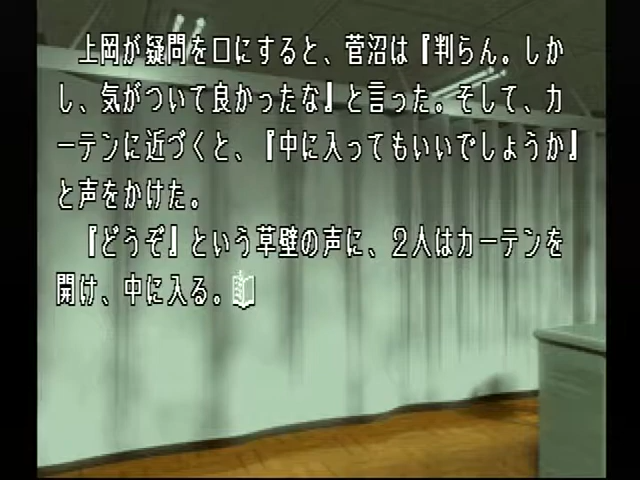 上岡が疑問を口にすると、菅沼は『判らん。しか
し、気がついて良かったな』と言った。そして、カ
ーテンに近づくと、『中に入ってもいいでしょうか』
と声をかけた。
　『どうぞ』という草壁の声に、２人はカーテンを
開け、中に入る。